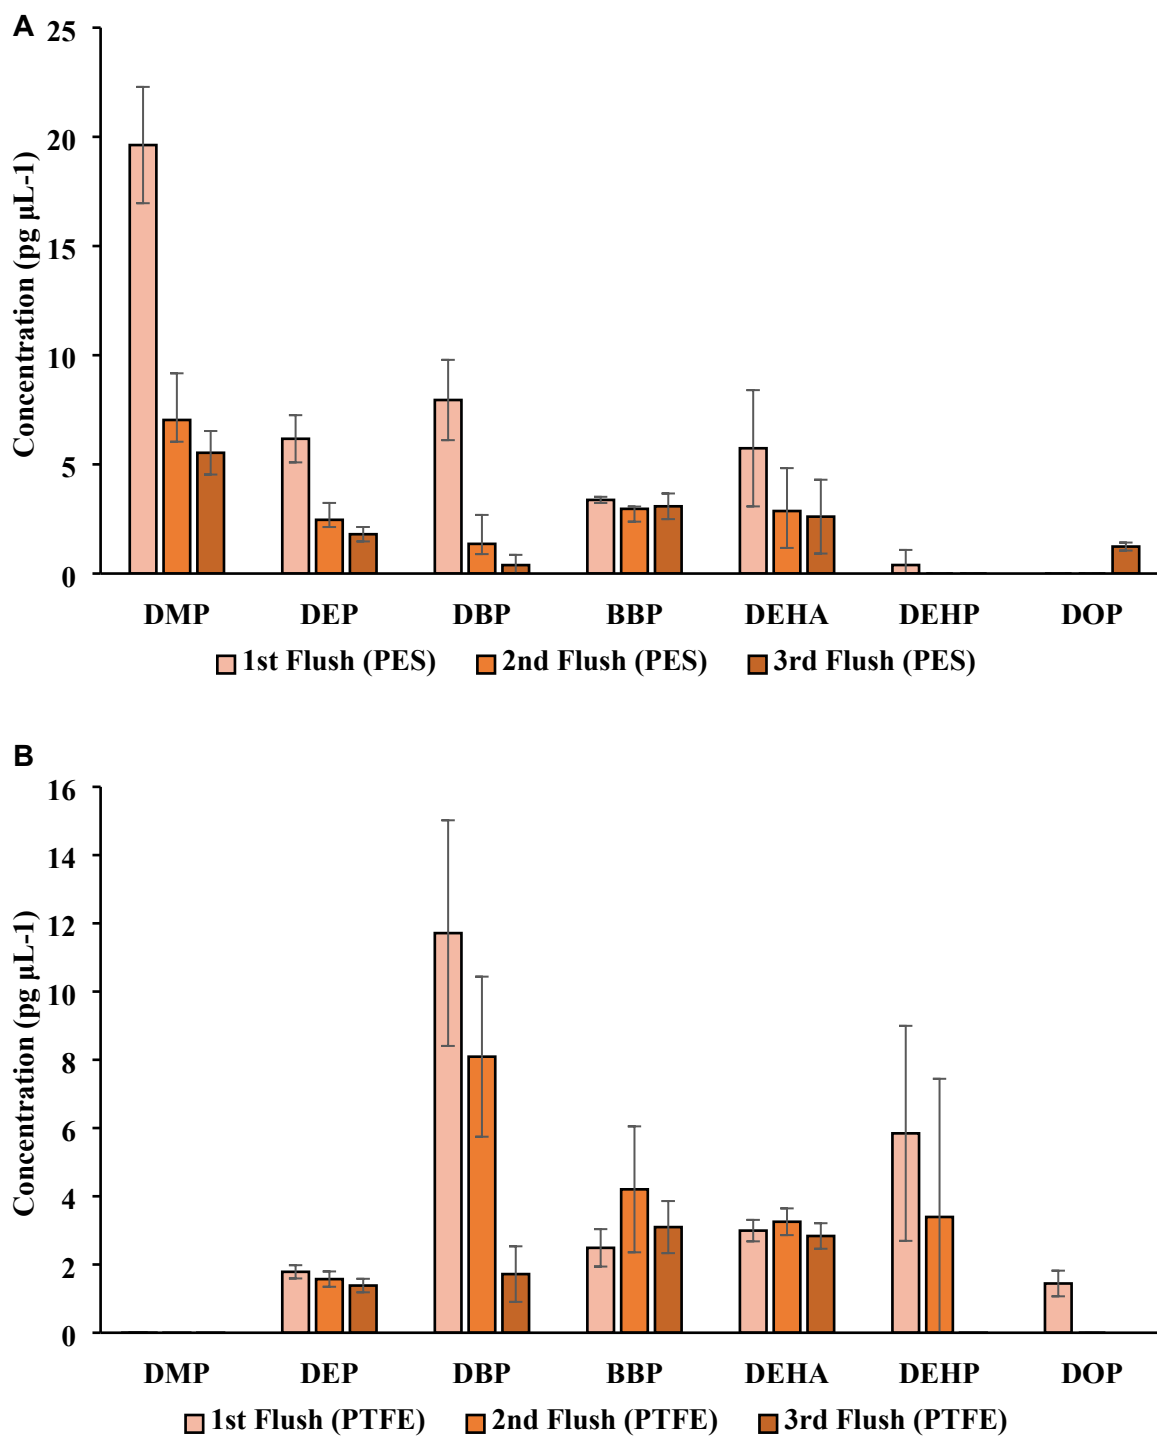 A
Concentration (pg µL-1)
25
20
15
10
5
0
DMP DEP DBP BBP DEHA DEHP DOP
1st Flush (PES) 2nd Flush (PES) 3rd Flush (PES)
B
Concentration (pg µL-1)
16
14
12
10
8
6
4
2
0
DMP DEP DBP BBP DEHA DEHP DOP
1st Flush (PTFE) 2nd Flush (PTFE) 3rd Flush (PTFE)